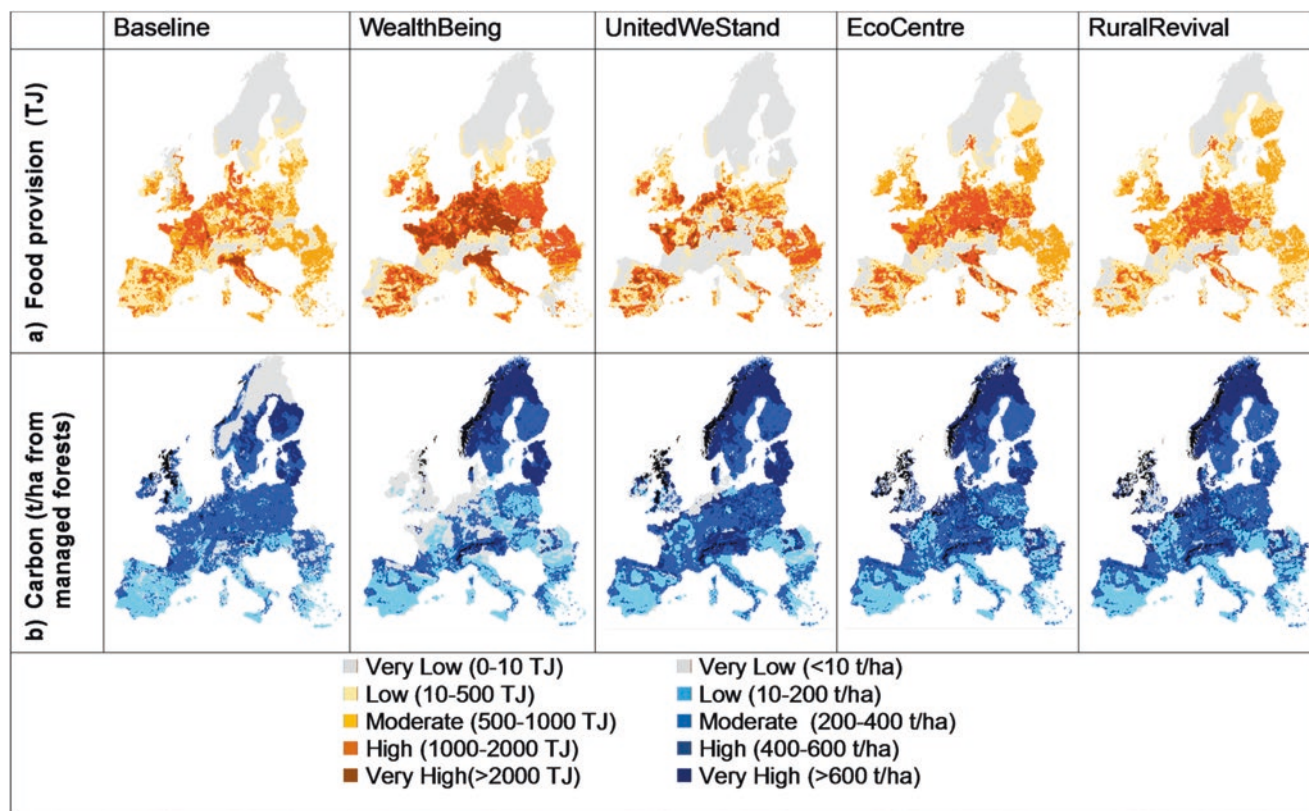 Baseline
WealthBeing
UnitedWeStand
EcoCentre
RuralRevival
a) Food provision (TJ)
b) Carbon (t/ha from
managed forests)
Very Low (0-10 TJ)
Low (10-500 TJ)
Moderate (500-1000 TJ)
High (1000-2000 TJ)
Very High(>2000 TJ)
Very Low (<10 t/ha)
Low (10-200 t/ha)
Moderate (200-400 t/ha)
High (400-600 t/ha)
Very High (>600 t/ha)